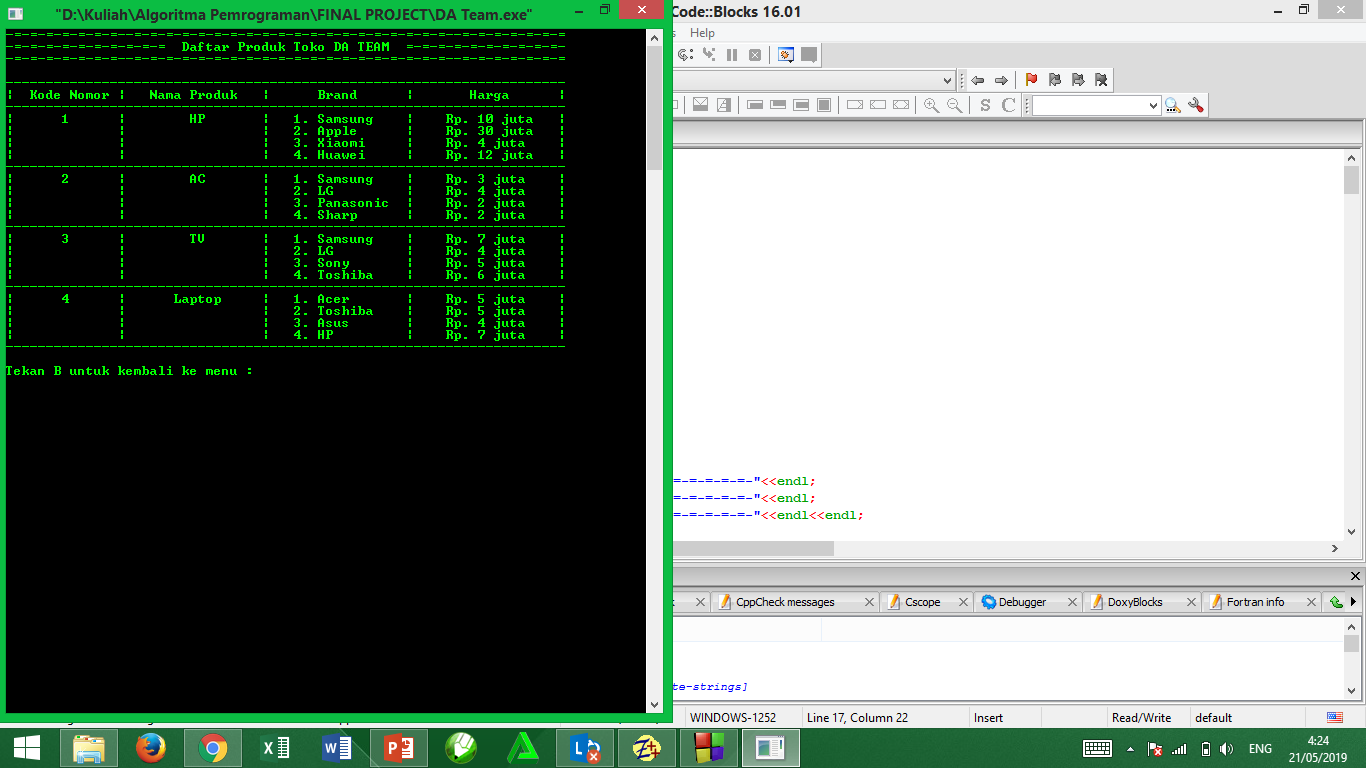 "D:\Kuliah\Algoritma Pemrograman\FINAL PROJECT\DA Team.exe"
Code::Blocks 16.01
Help
Daftar Produk Toko DA TEAM
Kode Nomor | Nama Produk | Brand | Harga
1 | HP | 1. Samsung | Rp. 10 juta
2. Apple | Rp. 30 juta
3. Xiaomi | Rp. 4 juta
4. Huawei | Rp. 12 juta
2 | AC | 1. Samsung | Rp. 3 juta
2. LG | Rp. 4 juta
3. Panasonic | Rp. 2 juta
4. Sharp | Rp. 2 juta
3 | TV | 1. Samsung | Rp. 7 juta
2. LG | Rp. 4 juta
3. Sony | Rp. 5 juta
4. Toshiba | Rp. 6 juta
4 | Laptop | 1. Acer | Rp. 5 juta
2. Toshiba | Rp. 5 juta
3. Asus | Rp. 4 juta
4. HP | Rp. 7 juta
Tekan B untuk kembali ke menu :
S C
=-=-=-=-=-"<<endl;
=-=-=-=-=-"<<endl;
=-=-=-=-=-"<<endl<<endl;
CppCheck messages Cscope Debugger DoxyBlocks Fortran info
te-strings]
WINDOWS-1252 Line 17, Column 22 Insert Read/Write default
ENG 4:24
21/05/2019